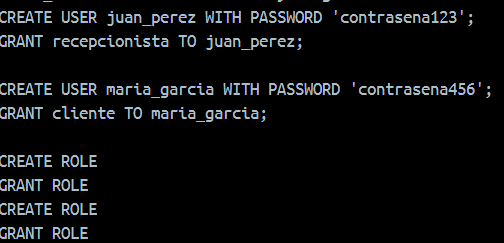 CREATE USER juan_perez WITH PASSWORD 'contrasena123';
GRANT recepcionista TO juan_perez;
CREATE USER maria_garcia WITH PASSWORD 'contrasena456';
GRANT cliente TO maria_garcia;
CREATE ROLE
GRANT ROLE
CREATE ROLE
GRANT ROLE